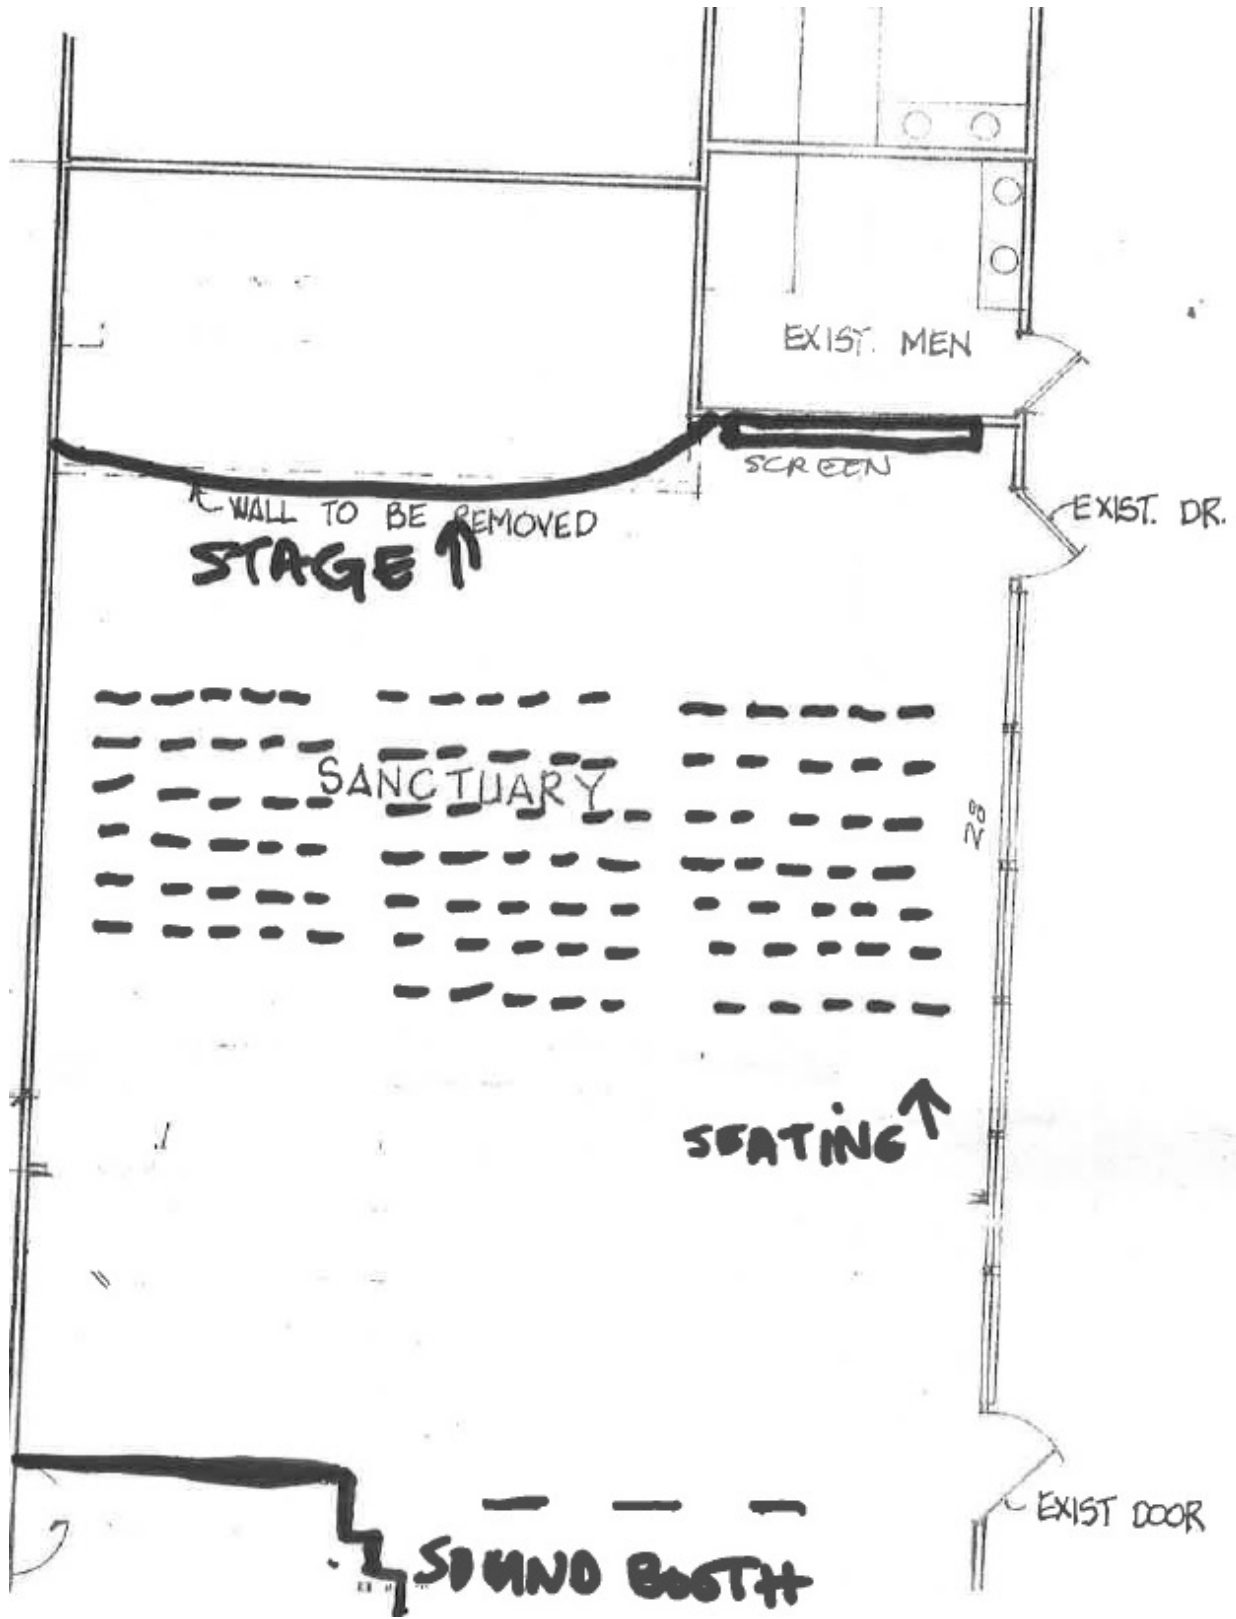 EXIST. MEN
SCREEN
WALL TO BE REMOVED
EXIST. DR.
STAGE
SANCTUARY
28
SEATING
EXIST DOOR
SOUND BOOTH